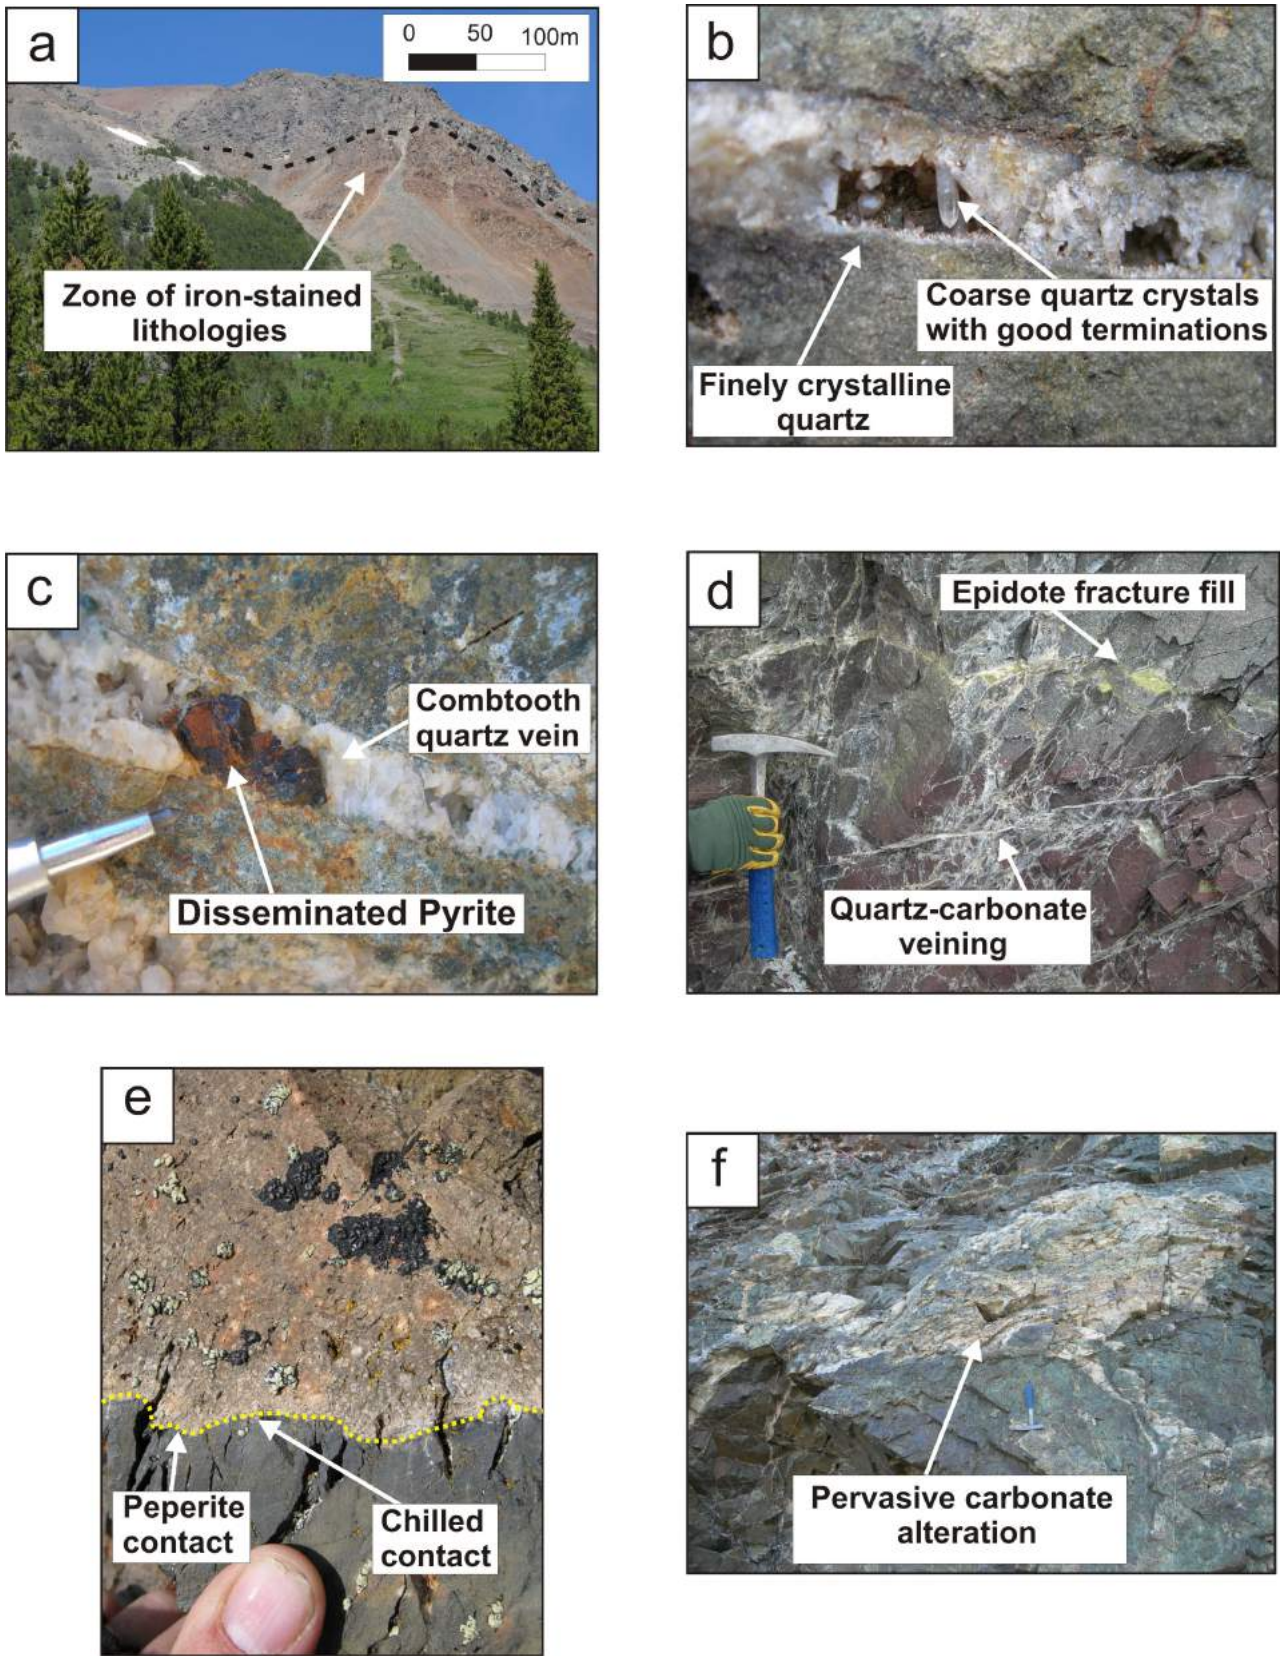 a
0 50 100m
Zone of iron-stained
lithologies
b
Coarse quartz crystals
with good terminations
Finely crystalline
quartz
c
Combtooth
quartz vein
Disseminated Pyrite
d
Epidote fracture fill
Quartz-carbonate
veining
e
Peperite
contact
Chilled
contact
f
Pervasive carbonate
alteration